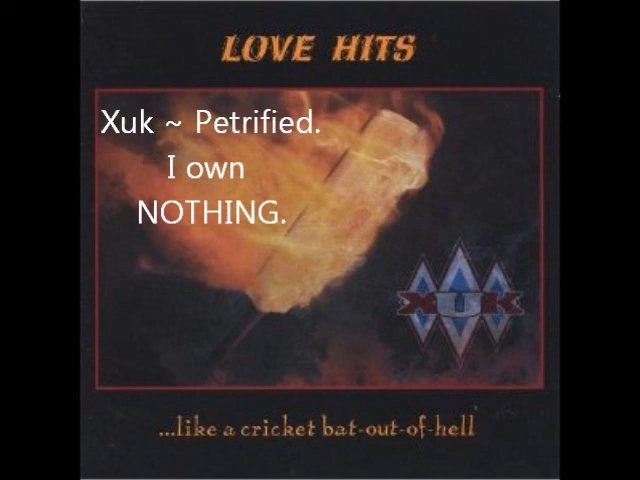 LOVE HITS
Xuk ~ Petrified.
I own
NOTHING.
XUK
...like a cricket bat-out-of-hell